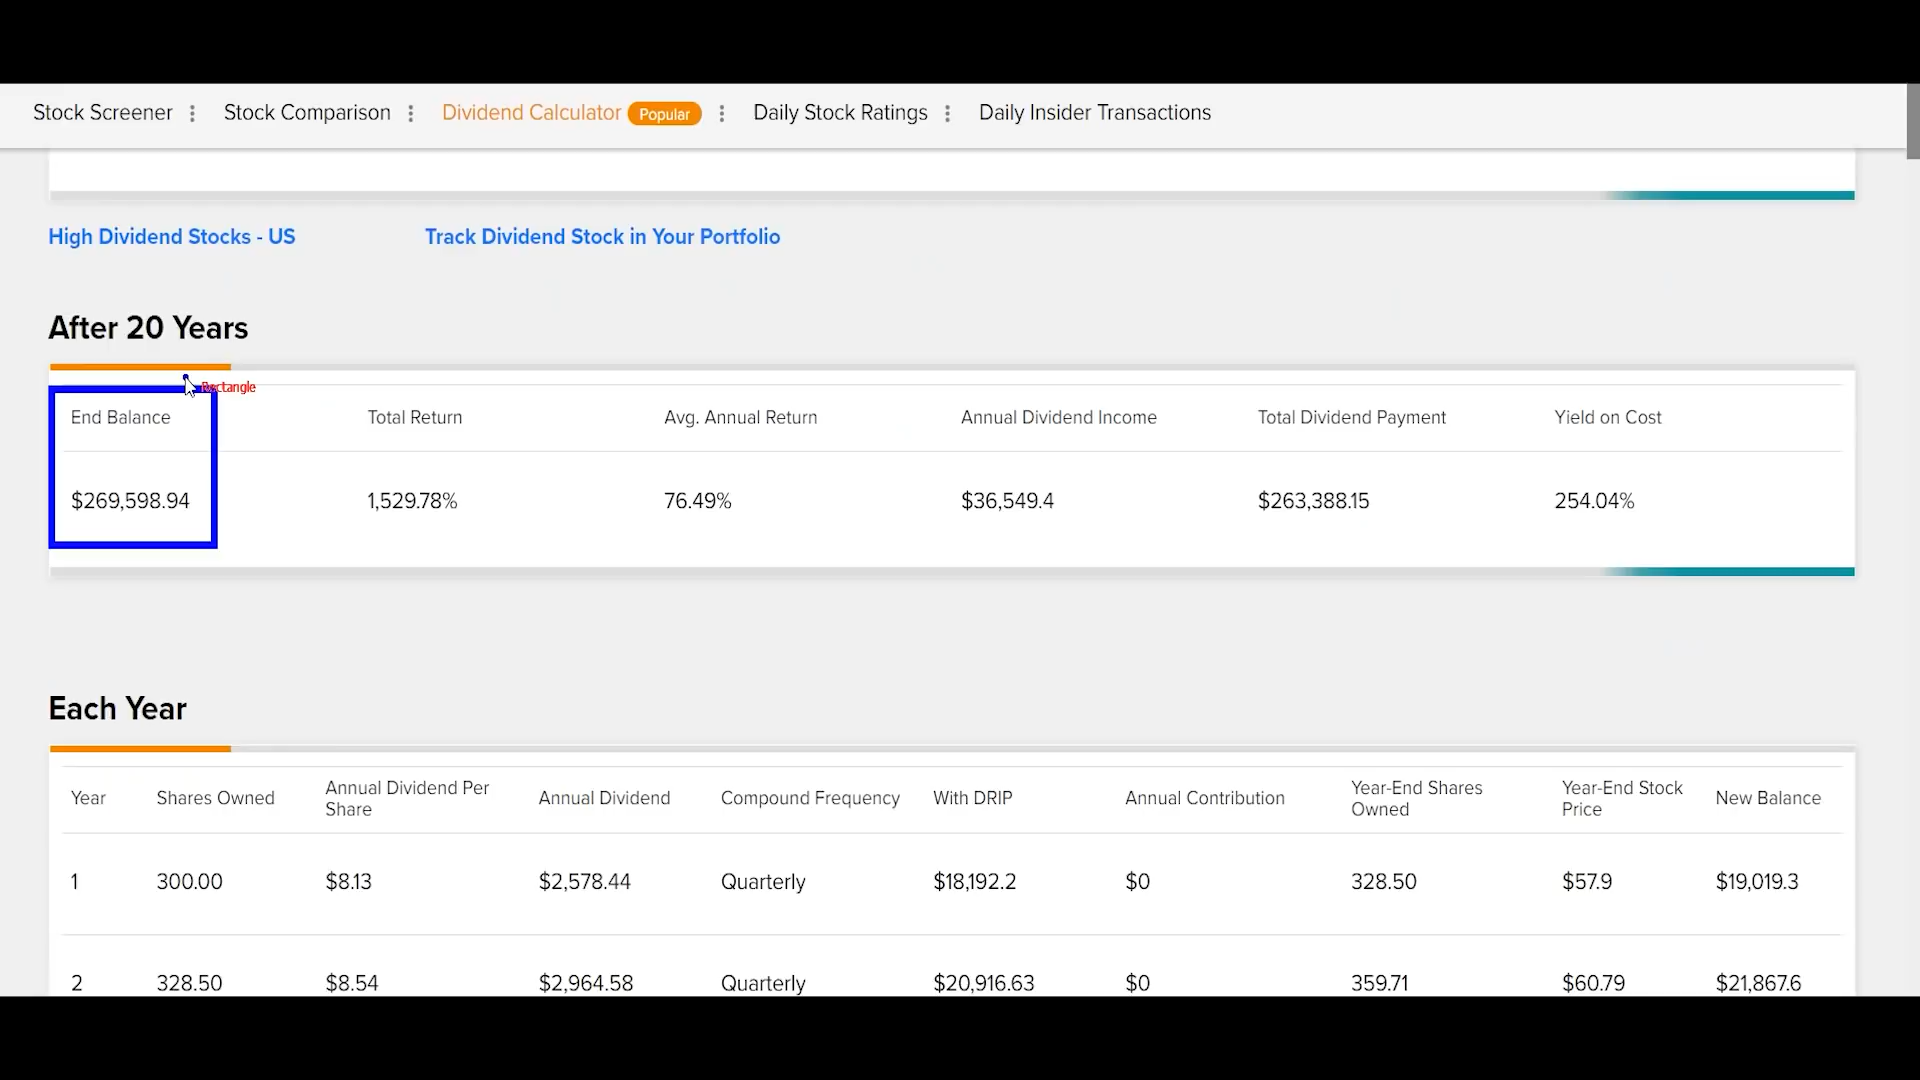 Stock Screener Stock Comparison Dividend Calculator Popular Daily Stock Ratings Daily Insider Transactions
High Dividend Stocks - US Track Dividend Stock in Your Portfolio
After 20 Years
Rectangle
End Balance Total Return Avg. Annual Return Annual Dividend Income Total Dividend Payment Yield on Cost
$269,598.94 1,529.78% 76.49% $36,549.4 $263,388.15 254.04%
Each Year
Year Shares Owned Annual Dividend Per Share Annual Dividend Compound Frequency With DRIP Annual Contribution Year-End Shares Owned Year-End Stock Price New Balance
1 300.00 $8.13 $2,578.44 Quarterly $18,192.2 $0 328.50 $57.9 $19,019.3
2 328.50 $8.54 $2,964.58 Quarterly $20,916.63 $0 359.71 $60.79 $21,867.6